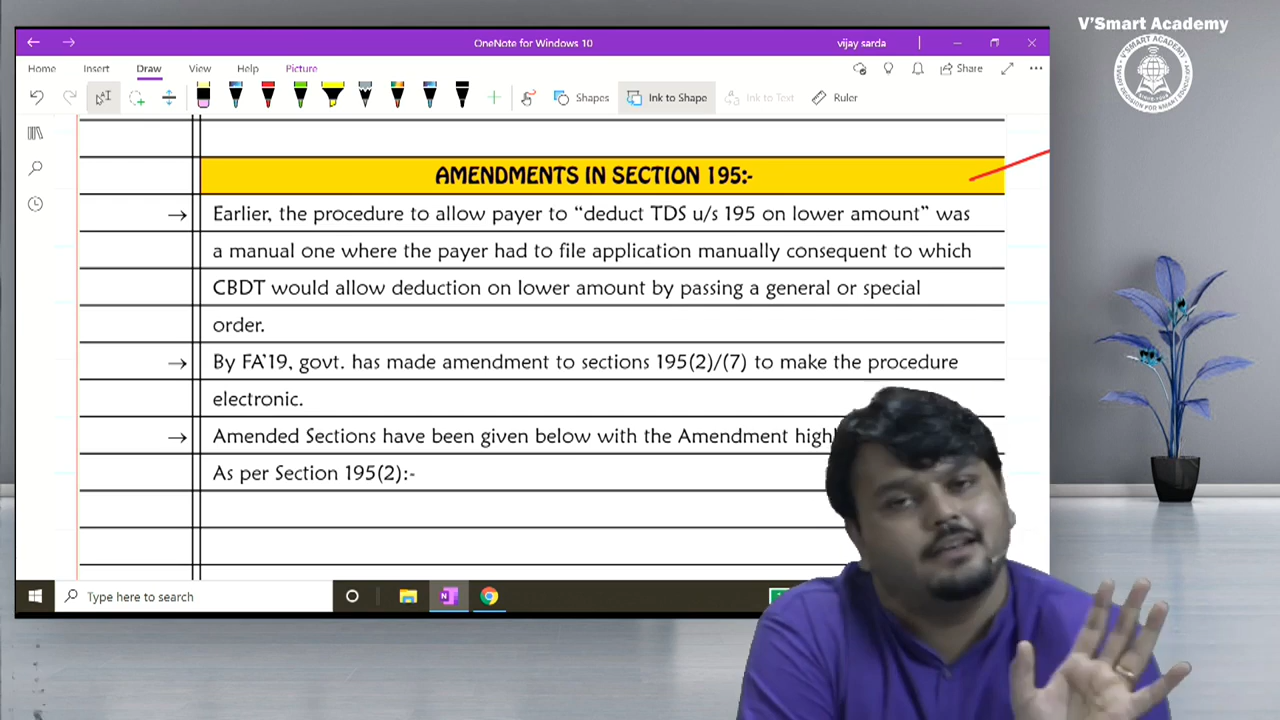 V'Smart Academy
OneNote for Windows 10
vijay sarda
Home Insert Draw View Help Picture
Share
Shapes Ink to Shape Ink to Text Ruler
AMENDMENTS IN SECTION 195:-
→ Earlier, the procedure to allow payer to “deduct TDS u/s 195 on lower amount” was
a manual one where the payer had to file application manually consequent to which
CBDT would allow deduction on lower amount by passing a general or special
order.
→ By FA'19, govt. has made amendment to sections 195(2)/(7) to make the procedure
electronic.
→ Amended Sections have been given below with the Amendment
As per Section 195(2):-
Type here to search